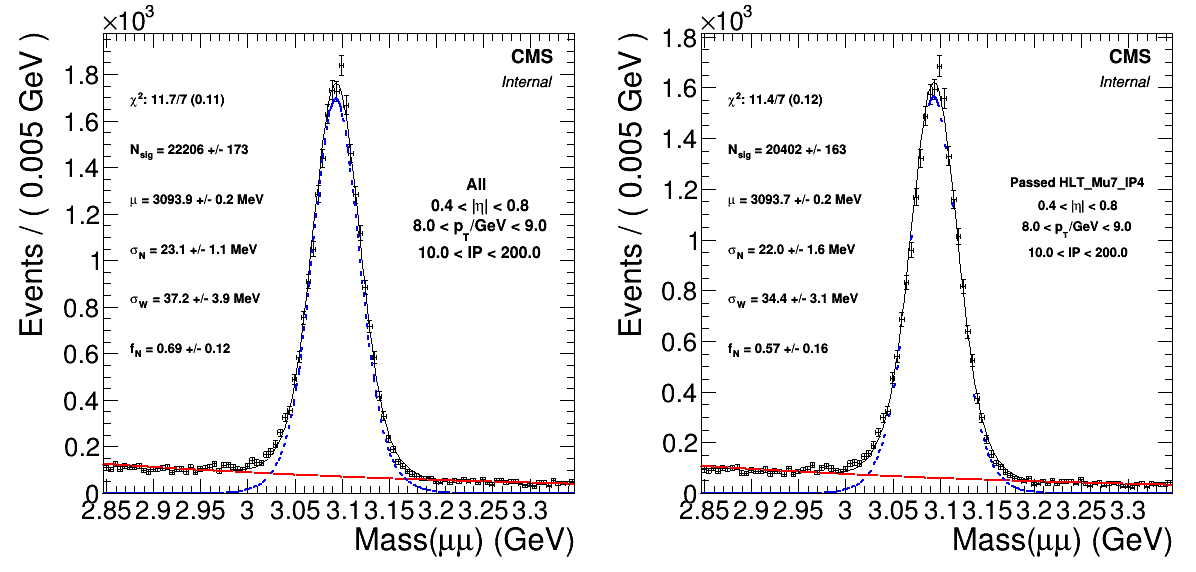 ×10³
CMS
Internal
χ²: 11.7/7 (0.11)
N_sig = 22206 +/- 173
μ = 3093.9 +/- 0.2 MeV
σ_N = 23.1 +/- 1.1 MeV
σ_W = 37.2 +/- 3.9 MeV
f_N = 0.69 +/- 0.12
All
0.4 < |η| < 0.8
8.0 < p_T/GeV < 9.0
10.0 < IP < 200.0
Events / ( 0.005 GeV )
1.8
1.6
1.4
1.2
1
0.8
0.6
0.4
0.2
0
2.85 2.9 2.95 3 3.05 3.1 3.15 3.2 3.25 3.3
Mass(μμ) (GeV)
×10³
CMS
Internal
χ²: 11.4/7 (0.12)
N_sig = 20402 +/- 163
μ = 3093.7 +/- 0.2 MeV
σ_N = 22.0 +/- 1.6 MeV
σ_W = 34.4 +/- 3.1 MeV
f_N = 0.57 +/- 0.16
Passed HLT_Mu7_IP4
0.4 < |η| < 0.8
8.0 < p_T/GeV < 9.0
10.0 < IP < 200.0
Events / ( 0.005 GeV )
1.8
1.6
1.4
1.2
1
0.8
0.6
0.4
0.2
0
2.85 2.9 2.95 3 3.05 3.1 3.15 3.2 3.25 3.3
Mass(μμ) (GeV)